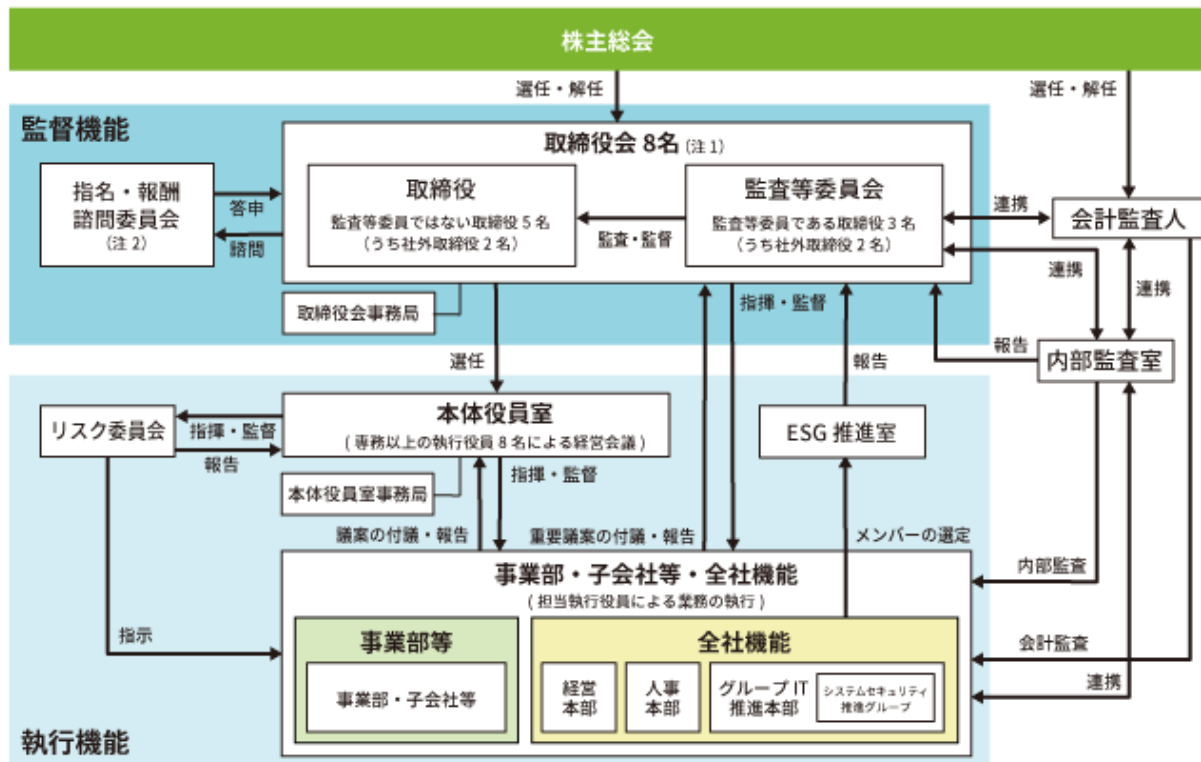 株主総会
選任・解任
選任・解任
監督機能
取締役会 8名 (注 1)
指名・報酬
諮問委員会
(注 2)
答申
諮問
取締役
監査等委員ではない取締役 5 名
(うち社外取締役 2 名)
監査・監督
監査等委員会
監査等委員である取締役 3 名
(うち社外取締役 2 名)
連携
会計監査人
連携
連携
取締役会事務局
指揮・監督
選任
報告
報告
内部監査室
リスク委員会
指揮・監督
報告
本体役員室
( 専務以上の執行役員 8 名による経営会議 )
ESG 推進室
本体役員室事務局
指揮・監督
議案の付議・報告
重要議案の付議・報告
メンバーの選定
内部監査
事業部・子会社等・全社機能
( 担当執行役員による業務の執行 )
指示
事業部等
事業部・子会社等
全社機能
経営
本部
人事
本部
グループ IT
推進本部
システムセキュリティ
推進グループ
会計監査
連携
執行機能